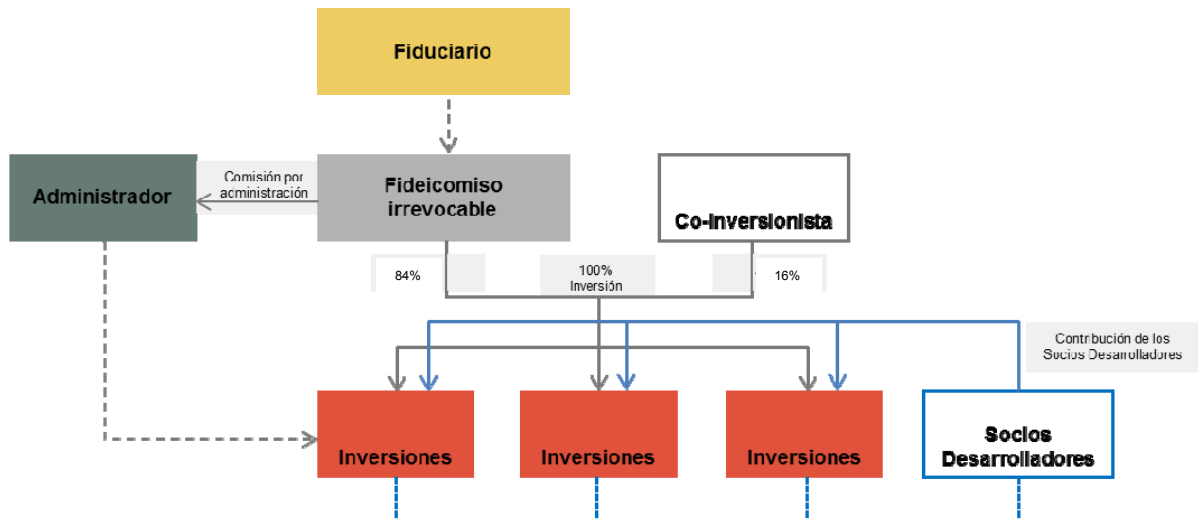 Fiduciario
Administrador
Comisión por
administración
Fideicomiso
irrevocable
Co-inversionista
84%
100%
Inversión
16%
Contribución de los
Socios Desarrolladores
Inversiones
Inversiones
Inversiones
Socios
Desarrolladores